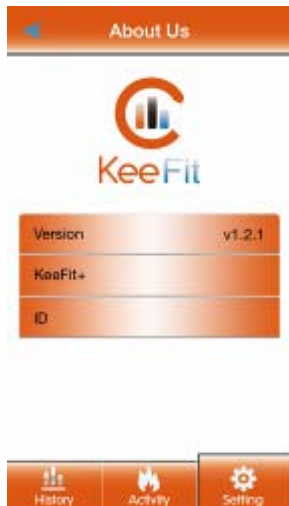 About Us
KeeFit
Version v1.2.1
KeeFit+
ID
History Activity Setting